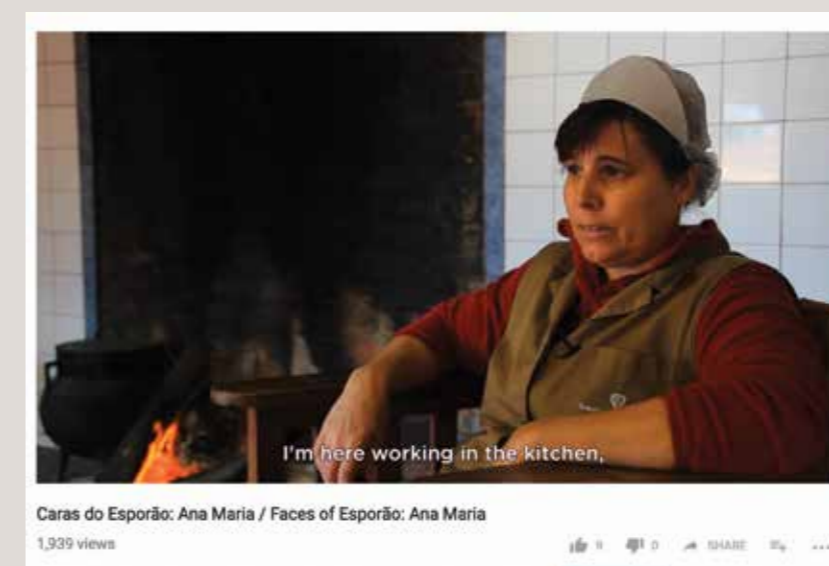 I'm here working in the kitchen,
Caras do Esporão: Ana Maria / Faces of Esporão: Ana Maria
1,939 views
0 SHARE